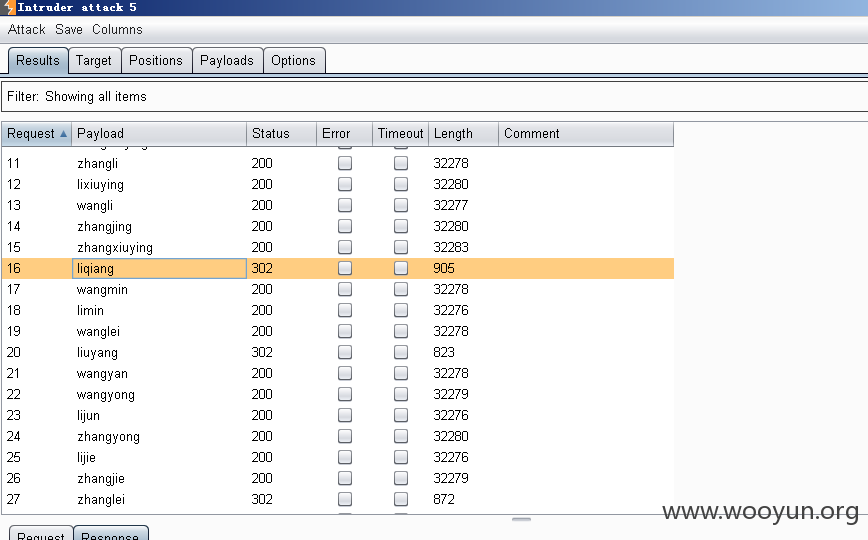 Intruder attack 5
Attack Save Columns
Results Target Positions Payloads Options
Filter: Showing all items
Request Payload Status Error Timeout Length Comment
11 zhangli 200 32278
12 lixiuying 200 32280
13 wangli 200 32277
14 zhangjing 200 32280
15 zhangxiuying 200 32283
16 liqiang 302 905
17 wangmin 200 32278
18 limin 200 32276
19 wanglei 200 32278
20 liuyang 302 823
21 wangyan 200 32278
22 wangyong 200 32279
23 lijun 200 32276
24 zhangyong 200 32280
25 lijie 200 32276
26 zhangjie 200 32279
27 zhanglei 302 872
www.wooyun.org
Request Response